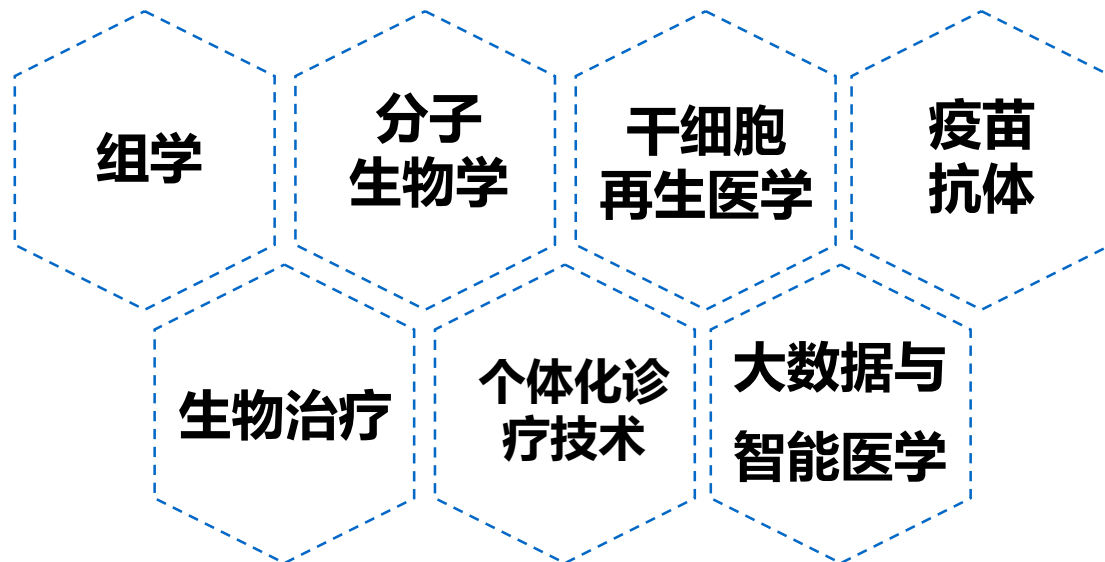 组学
分子
生物学
干细胞
再生医学
疫苗
抗体
生物治疗
个体化诊
疗技术
大数据与
智能医学